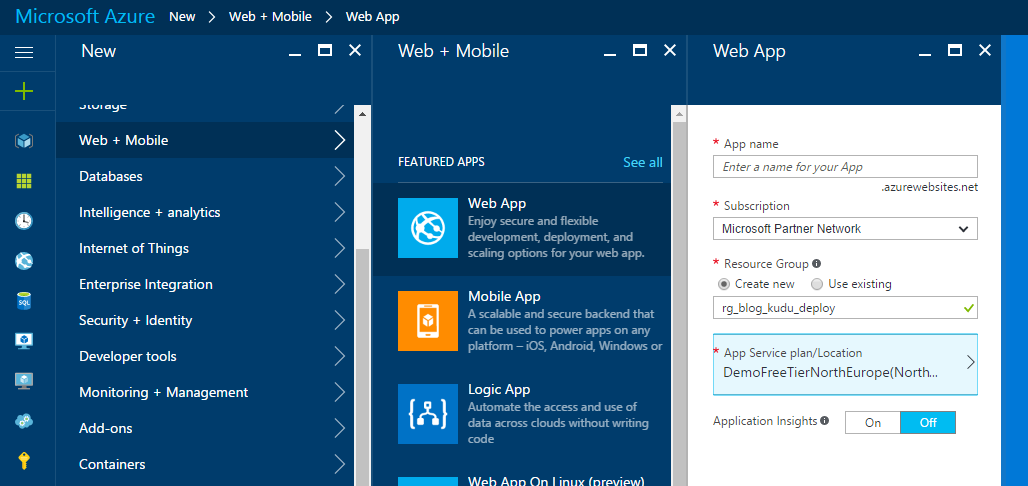 Microsoft Azure New > Web + Mobile > Web App
New
Storage
Web + Mobile
Databases
Intelligence + analytics
Internet of Things
Enterprise Integration
Security + Identity
Developer tools
Monitoring + Management
Add-ons
Containers
Web + Mobile
FEATURED APPS See all
Web App
Enjoy secure and flexible
development, deployment, and
scaling options for your web app.
Mobile App
A scalable and secure backend that
can be used to power apps on any
platform – iOS, Android, Windows or
Logic App
Automate the access and use of
data across clouds without writing
code
Web App On Linux (preview)
Web App
* App name
Enter a name for your App
.azurewebsites.net
* Subscription
Microsoft Partner Network
* Resource Group
Create new Use existing
rg_blog_kudu_deploy
* App Service plan/Location
DemoFreeTierNorthEurope(North...
Application Insights On Off
SQL